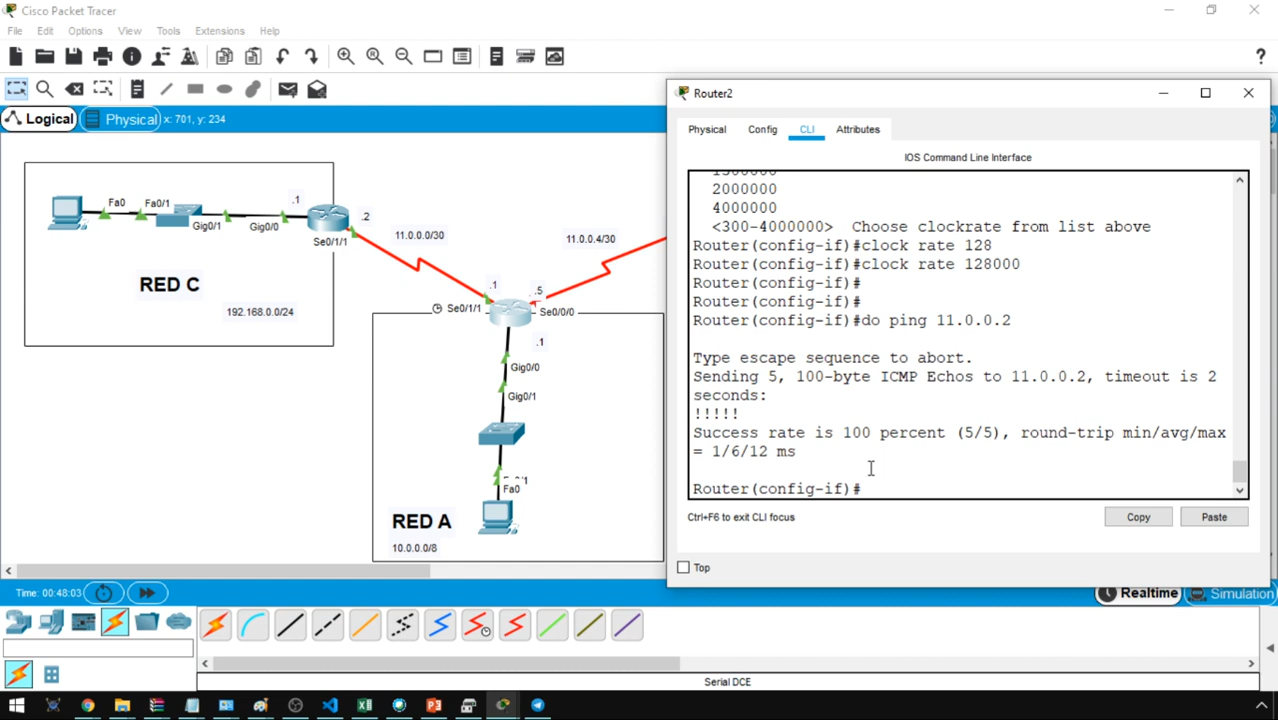 Cisco Packet Tracer
File Edit Options View Tools Extensions Help
Logical Physical x: 701, y: 234
Fa0
Fa0/1
Gig0/1
Gig0/0
.1
.2
Se0/1/1
RED C
192.168.0.0/24
11.0.0.0/30
11.0.0.4/30
.1
.5
Se0/1/1
Se0/0/0
.1
Gig0/0
Gig0/1
Fa0
RED A
10.0.0.0/8
Router2
Physical Config CLI Attributes
IOS Command Line Interface
2000000
4000000
<300-4000000> Choose clockrate from list above
Router(config-if)#clock rate 128
Router(config-if)#clock rate 128000
Router(config-if)#
Router(config-if)#
Router(config-if)#do ping 11.0.0.2
Type escape sequence to abort.
Sending 5, 100-byte ICMP Echos to 11.0.0.2, timeout is 2
seconds:
!!!!!
Success rate is 100 percent (5/5), round-trip min/avg/max
= 1/6/12 ms
Router(config-if)#
Ctrl+F6 to exit CLI focus
Copy
Paste
Top
Time: 00:48:03
Realtime
Simulation
Serial DCE